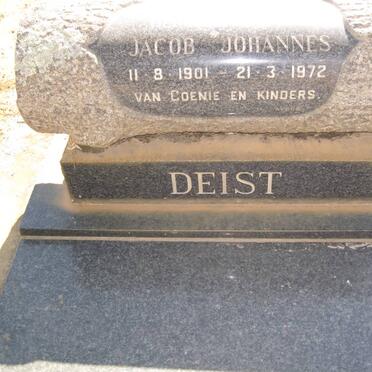 JACOB JOHANNES
11·8·1901 - 21·3·1972
VAN COENIE EN KINDERS.
DEIST